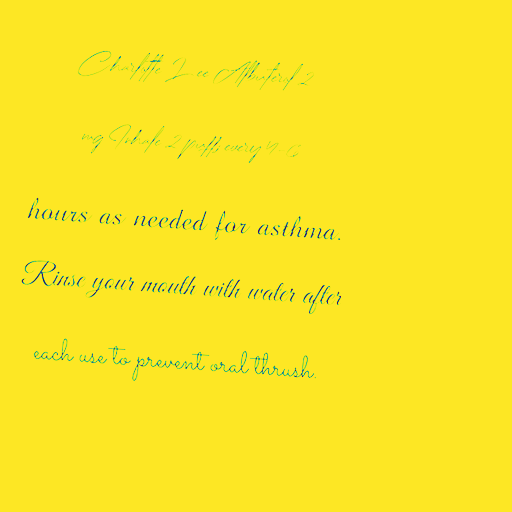 Charlotte Lee Albuterol 2
mg Inhale 2 puffs every 4-6
hours as needed for asthma.
Rinse your mouth with water after
each use to prevent oral thrush.